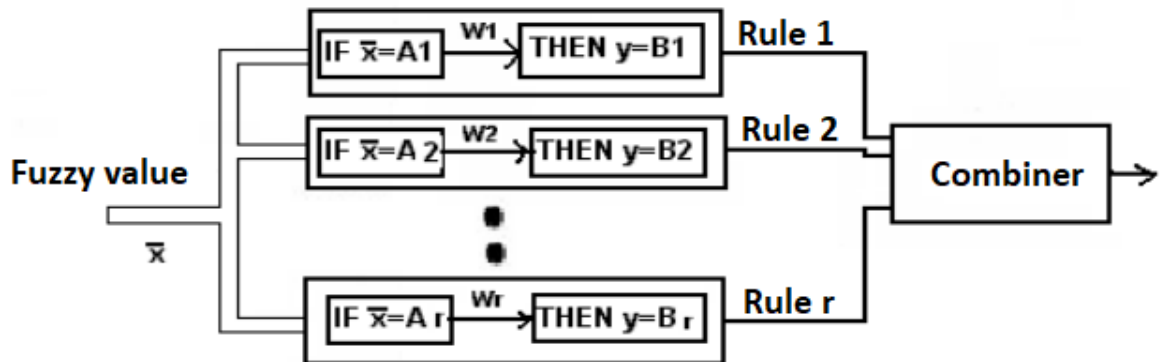 W1
IF x̄=A1 THEN y=B1 Rule 1
W2
IF x̄=A 2 THEN y=B2 Rule 2
Fuzzy value
x̄
Combiner
Wr
IF x̄=A r THEN y=B r Rule r